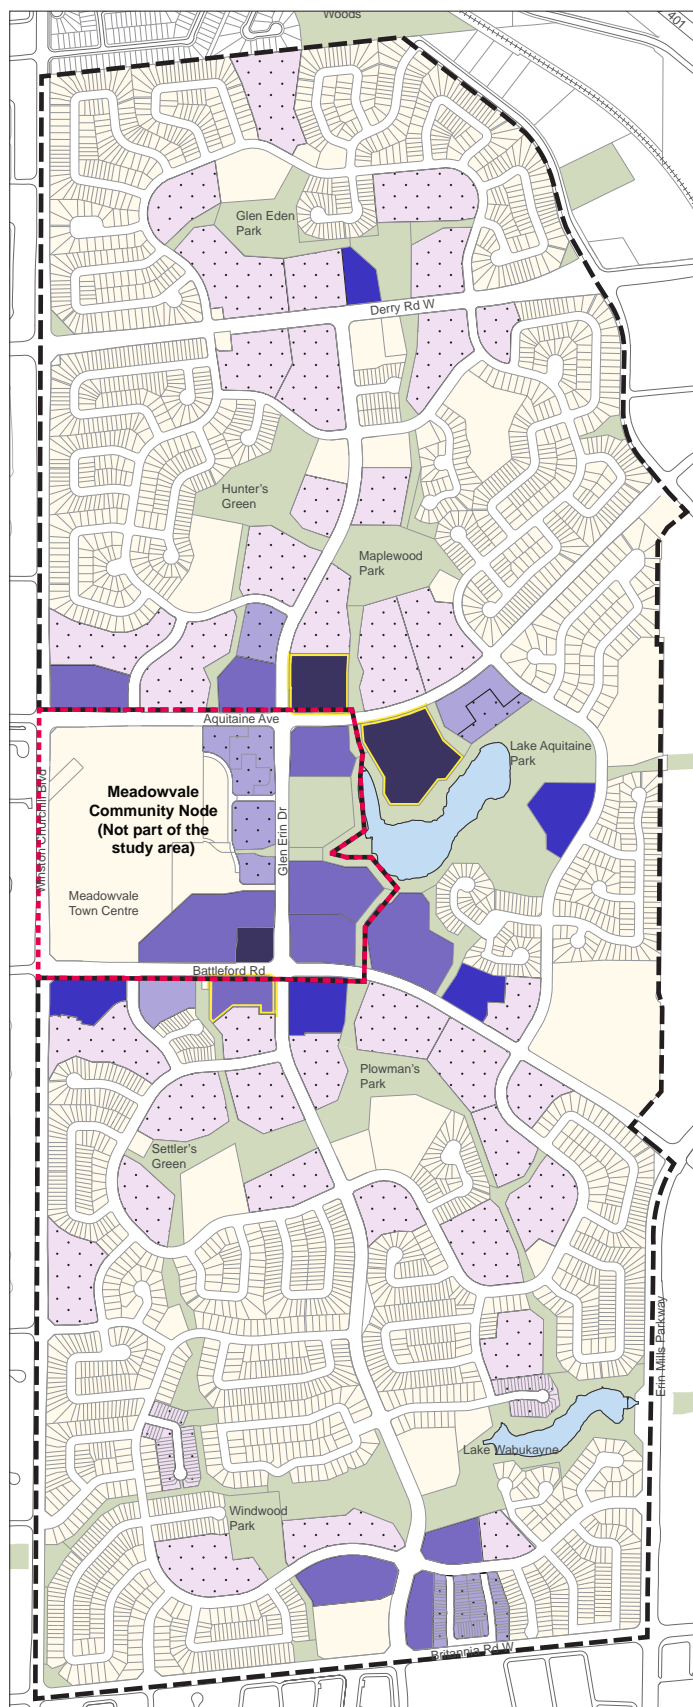 Woods
401
Glen Eden
Park
Derry Rd W
Hunter's
Green
Maplewood
Park
Aquitaine Ave
Lake Aquitaine
Park
Winston Churchill Blvd
Meadowvale
Community Node
(Not part of the
study area)
Glen Erin Dr
Meadowvale
Town Centre
Battleford Rd
Plowman's
Park
Settler's
Green
Erin Mills Parkway
Lake Wabukayne
Windwood
Park
Britannia Rd W